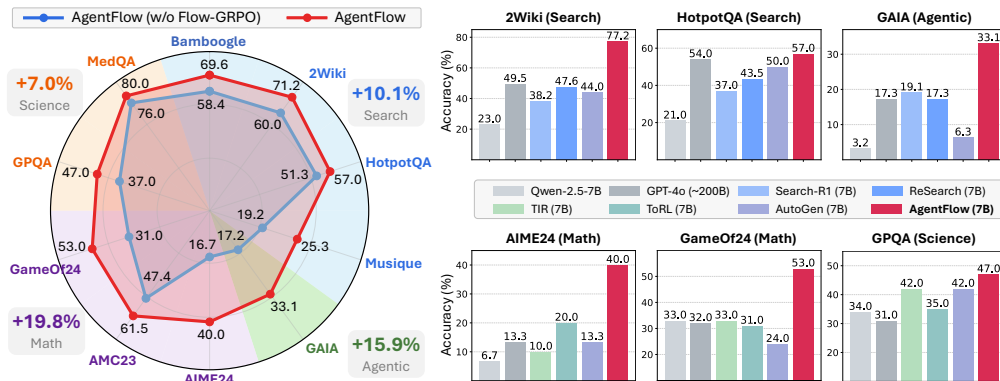 AgentFlow (w/o Flow-GRPO) AgentFlow
Bamboogle
69.6
58.4
2Wiki
71.2
60.0
HotpotQA
57.0
51.3
Musique
25.3
19.2
GAIA
33.1
17.2
AIME24
40.0
16.7
AMC23
61.5
47.4
GameOf24
53.0
31.0
GPQA
47.0
37.0
MedQA
80.0
76.0
+7.0%
Science
+10.1%
Search
+19.8%
Math
+15.9%
Agentic
2Wiki (Search)
Accuracy (%)
80
60
40
20
23.0 49.5 38.2 47.6 44.0 77.2
HotpotQA (Search)
60
40
20
21.0 54.0 37.0 43.5 50.0 57.0
GAIA (Agentic)
30
20
10
3.2 17.3 19.1 17.3 6.3 33.1
Qwen-2.5-7B GPT-4o (~200B) Search-R1 (7B) ReSearch (7B)
TIR (7B) ToRL (7B) AutoGen (7B) AgentFlow (7B)
AIME24 (Math)
Accuracy (%)
40
30
20
10
6.7 13.3 10.0 20.0 13.3 40.0
GameOf24 (Math)
50
40
30
20
33.0 32.0 33.0 31.0 24.0 53.0
GPQA (Science)
50
40
30
20
34.0 31.0 42.0 35.0 42.0 47.0